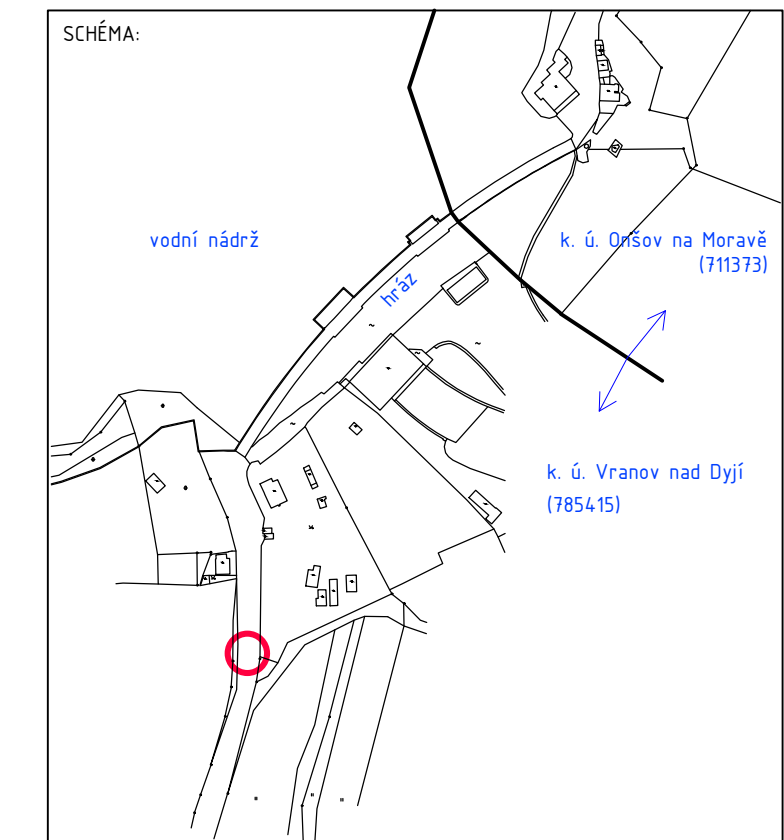 SCHÉMA:
vodní nádrž
k. ú. Onšov na Moravě
(711373)
hráz
k. ú. Vranov nad Dyjí
(785415)